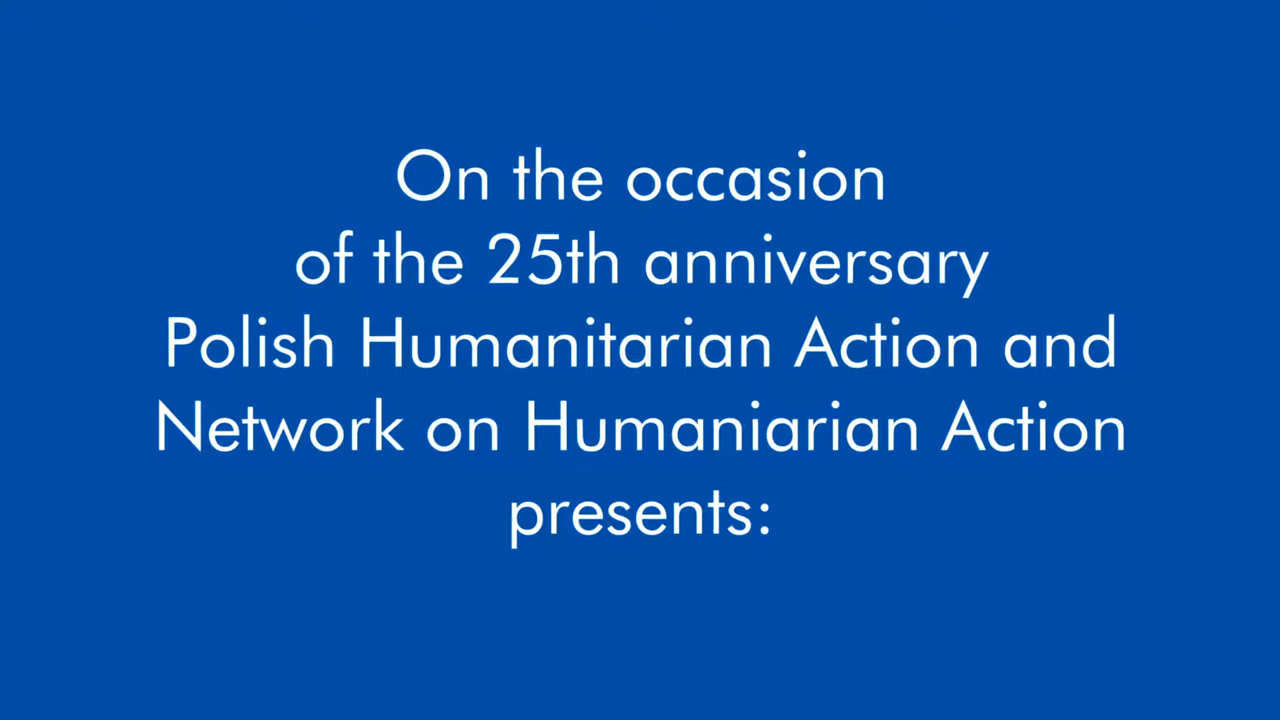 On the occasion
of the 25th anniversary
Polish Humanitarian Action and
Network on Humaniarian Action
presents: